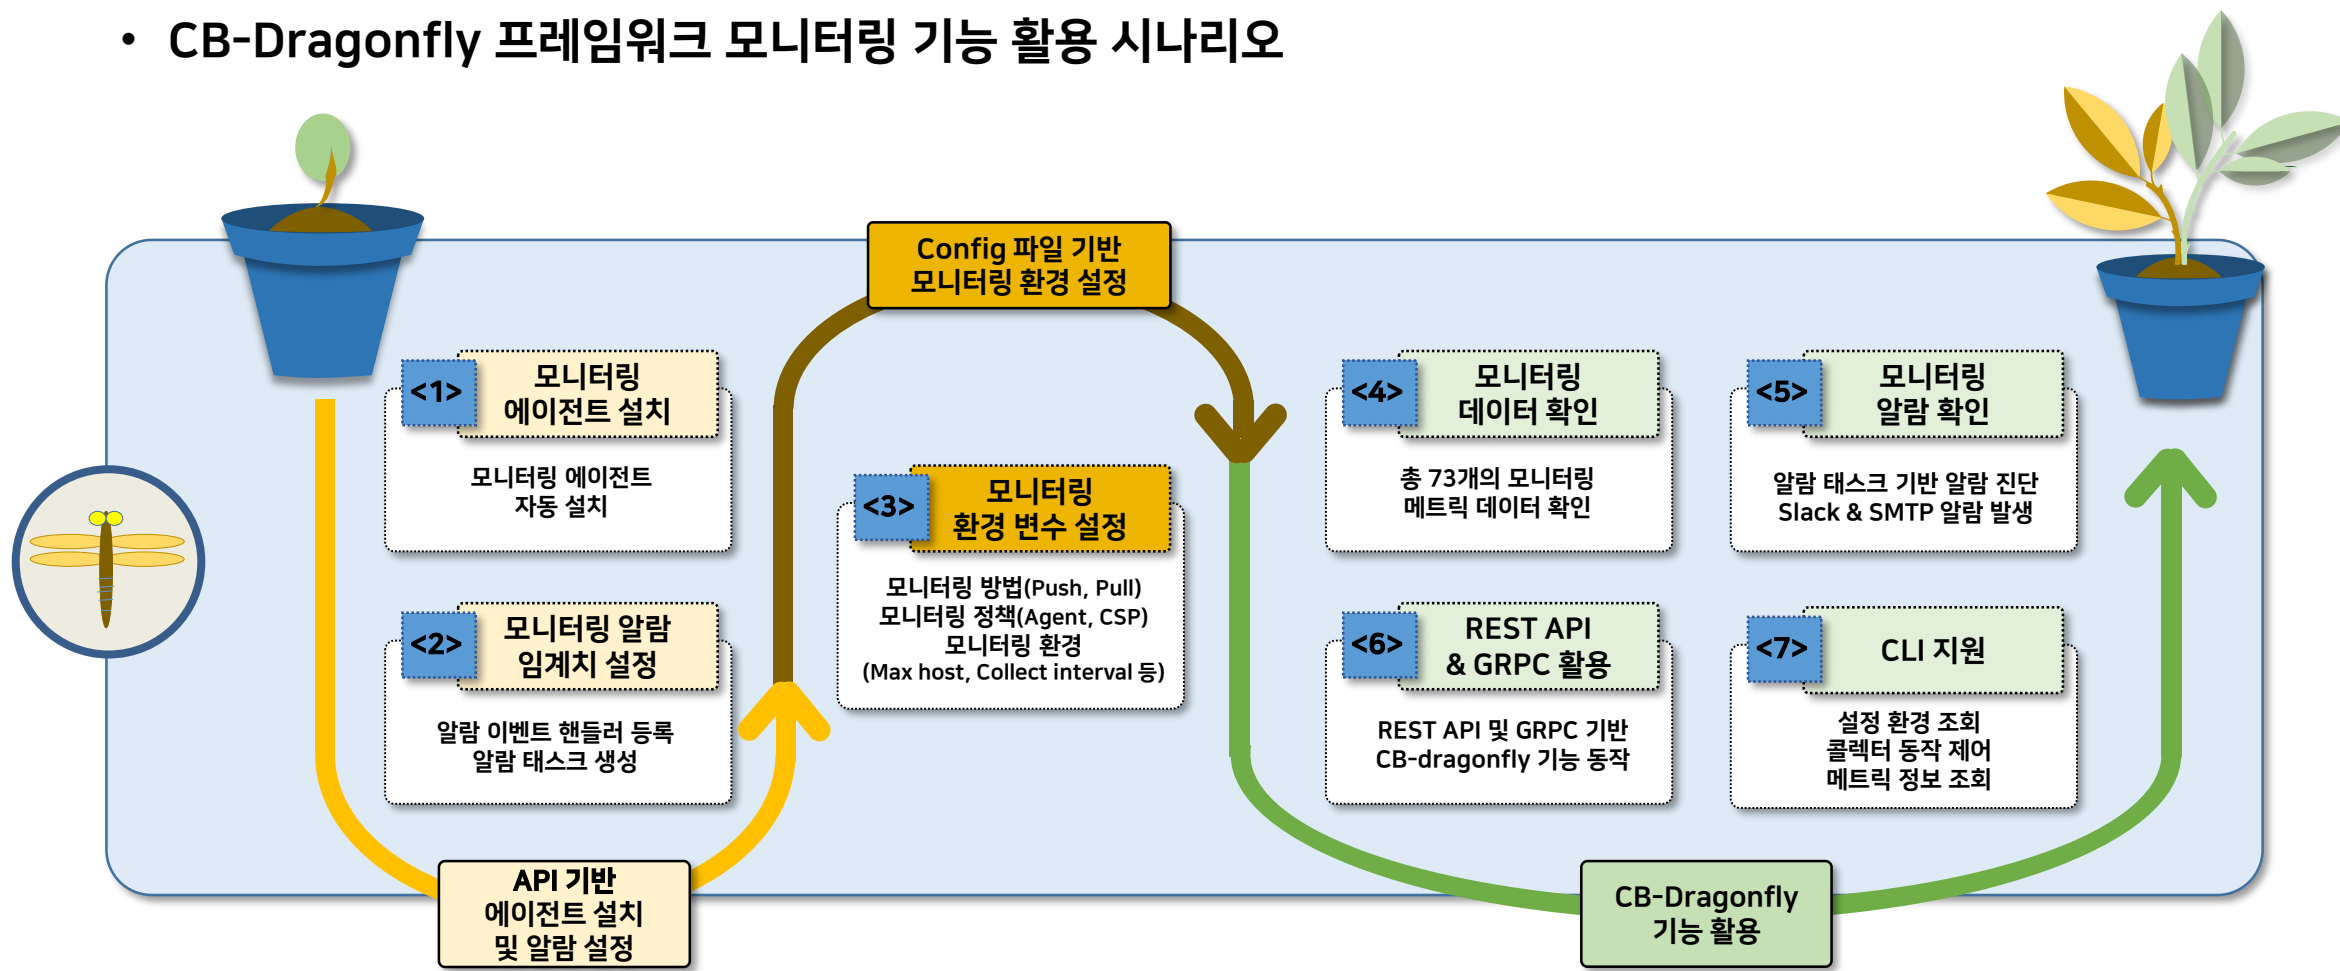 • CB-Dragonfly 프레임워크 모니터링 기능 활용 시나리오
Config 파일 기반
모니터링 환경 설정
<1>
모니터링
에이전트 설치
모니터링 에이전트
자동 설치
<2>
모니터링 알람
임계치 설정
알람 이벤트 핸들러 등록
알람 태스크 생성
API 기반
에이전트 설치
및 알람 설정
<3>
모니터링
환경 변수 설정
모니터링 방법(Push, Pull)
모니터링 정책(Agent, CSP)
모니터링 환경
(Max host, Collect interval 등)
<4>
모니터링
데이터 확인
총 73개의 모니터링
메트릭 데이터 확인
<5>
모니터링
알람 확인
알람 태스크 기반 알람 진단
Slack & SMTP 알람 발생
<6>
REST API
& GRPC 활용
REST API 및 GRPC 기반
CB-dragonfly 기능 동작
<7>
CLI 지원
설정 환경 조회
콜렉터 동작 제어
메트릭 정보 조회
CB-Dragonfly
기능 활용